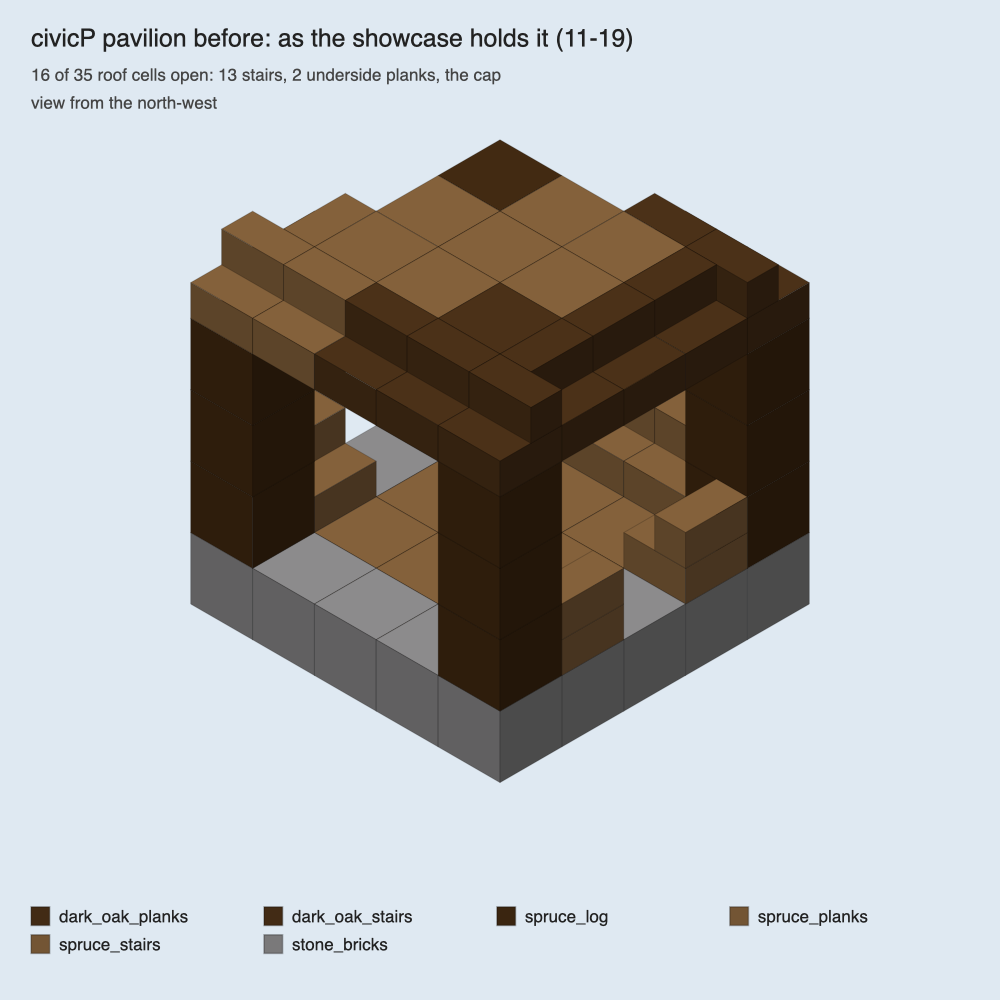 civicP pavilion before: as the showcase holds it (11-19)
16 of 35 roof cells open: 13 stairs, 2 underside planks, the cap
view from the north-west
dark_oak_planks
dark_oak_stairs
spruce_log
spruce_planks
spruce_stairs
stone_bricks